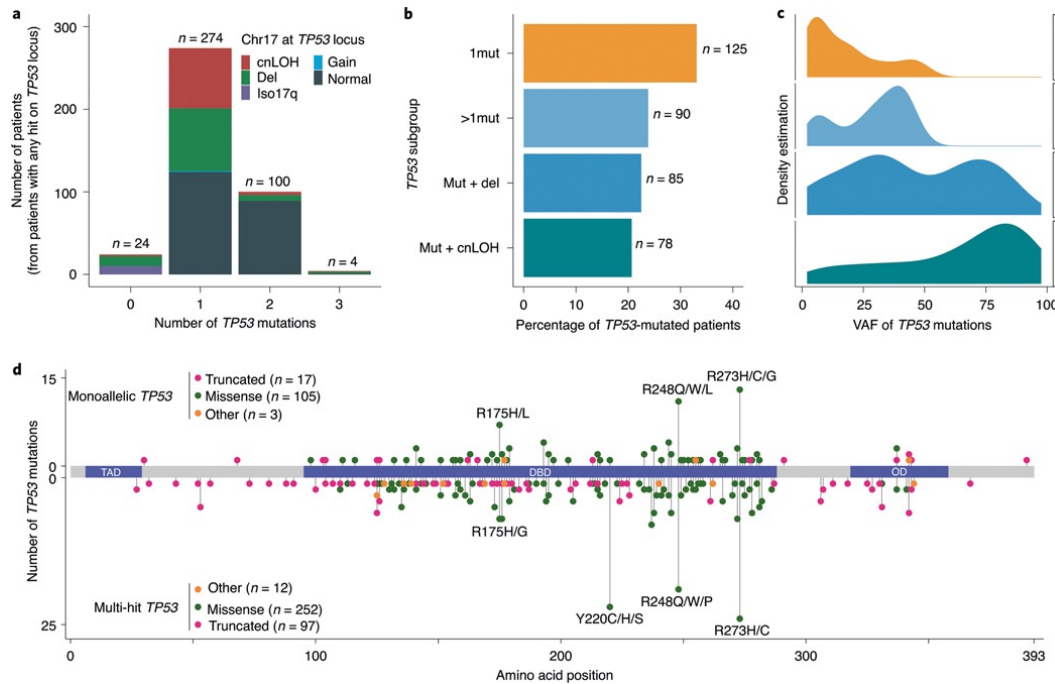 a
Number of patients
(from patients with any hit on TP53 locus)
300
200
100
0
n = 24
n = 274
n = 100
n = 4
Chr17 at TP53 locus
cnLOH
Del
Iso17q
Gain
Normal
0 1 2 3
Number of TP53 mutations
b
TP53 subgroup
1mut
>1mut
Mut + del
Mut + cnLOH
n = 125
n = 90
n = 85
n = 78
0 10 20 30 40
Percentage of TP53-mutated patients
c
Density estimation
0 25 50 75 100
VAF of TP53 mutations
d
Number of TP53 mutations
15
0
0
25
Monoallelic TP53
Truncated (n = 17)
Missense (n = 105)
Other (n = 3)
R175H/L
R248Q/W/L
R273H/C/G
TAD
DBD
OD
R175H/G
Y220C/H/S
R248Q/W/P
R273H/C
Multi-hit TP53
Other (n = 12)
Missense (n = 252)
Truncated (n = 97)
0 100 200 300 393
Amino acid position